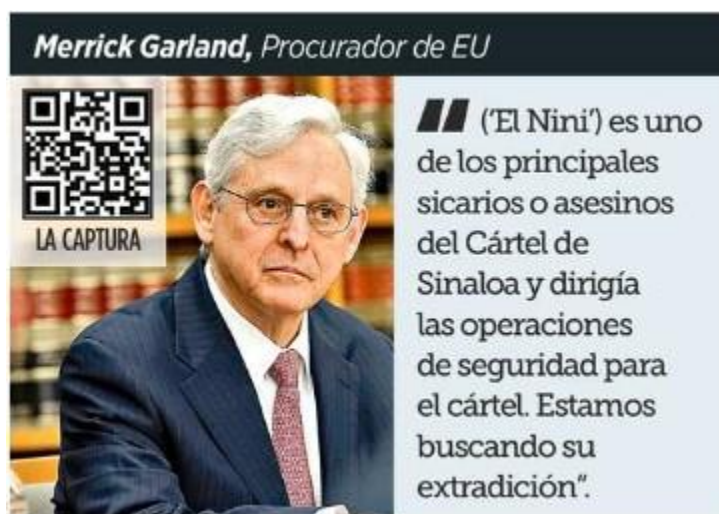 Merrick Garland, Procurador de EU
LA CAPTURA
“ (‘El Nini’) es uno
de los principales
sicarios o asesinos
del Cártel de
Sinaloa y dirigía
las operaciones
de seguridad para
el cártel. Estamos
buscando su
extradición”.